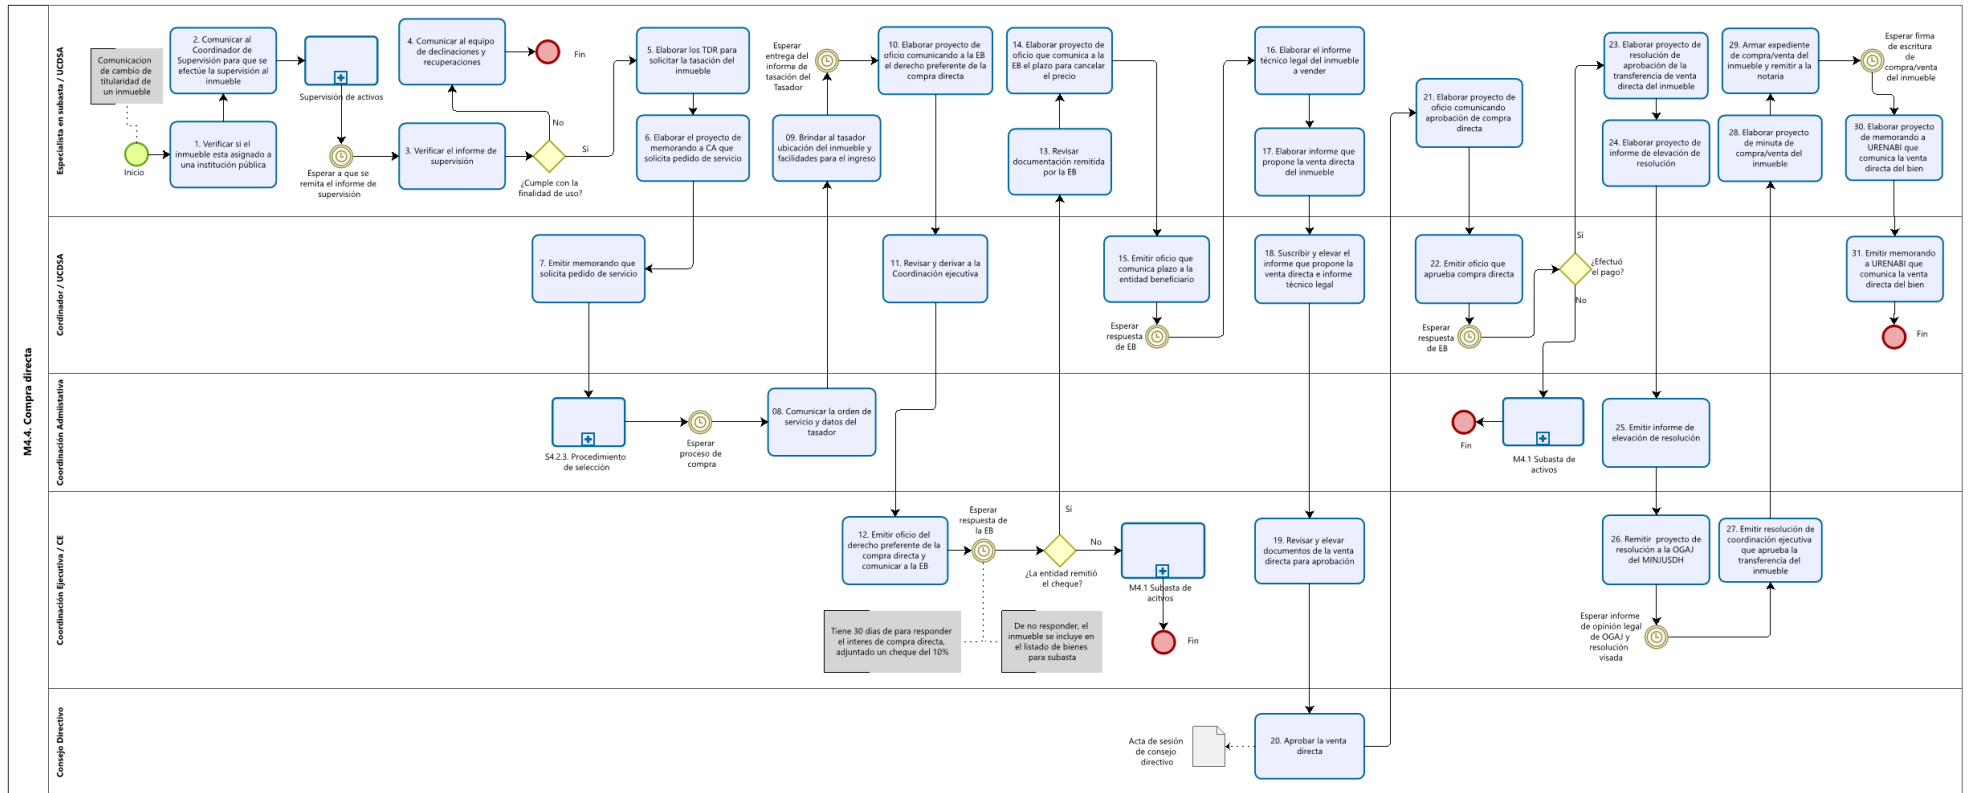 M4.4. Compra directa
Especialista en subasta / UCDSA
Comunicacion
de cambio de
titularidad de
un inmueble
Inicio
1. Verificar si el
inmueble esta asignado a
una institución pública
2. Comunicar al
Coordinador de
Supervisión para que se
efectúe la supervisión al
inmueble
Supervisión de activos
Esperar a que se
remita el informe de
supervisión
3. Verificar el informe de
supervisión
¿Cumple con la
finalidad de uso?
No
Sí
4. Comunicar al equipo
de declinaciones y
recuperaciones
Fin
5. Elaborar los TDR para
solicitar la tasación del
inmueble
6. Elaborar el proyecto de
memorando a CA que
solicita pedido de servicio
Esperar
entrega del
informe de
tasación del
Tasador
09. Brindar al tasador
ubicación del inmueble y
facilidades para el ingreso
10. Elaborar proyecto de
oficio comunicando a la EB
el derecho preferente de la
compra directa
14. Elaborar proyecto de
oficio que comunica a la
EB el plazo para cancelar
el precio
13. Revisar
documentación remitida
por la EB
16. Elaborar el informe
técnico legal del inmueble
a vender
17. Elaborar informe que
propone la venta directa
del inmueble
21. Elaborar proyecto de
oficio comunicando
aprobación de compra
directa
23. Elaborar proyecto de
resolución de
aprobación de la
transferencia de venta
directa del inmueble
24. Elaborar proyecto de
informe de elevación de
resolución
29. Armar expediente
de compra/venta del
inmueble y remitir a la
notaria
28. Elaborar proyecto
de minuta de
compra/venta del
inmueble
Esperar firma
de escritura
de
compra/venta
del inmueble
30. Elaborar proyecto
de memorando a
URENABI que
comunica la venta
directa del bien
Cordinador / UCDSA
7. Emitir memorando que
solicita pedido de servicio
11. Revisar y derivar a la
Coordinación ejecutiva
15. Emitir oficio que
comunica plazo a la
entidad beneficiario
Esperar
respuesta
de EB
18. Suscribir y elevar el
informe que propone la
venta directa e informe
técnico legal
22. Emitir oficio que
aprueba compra directa
Esperar
respuesta
de EB
¿Efectuó
el pago?
Sí
No
31. Emitir memorando
a URENABI que
comunica la venta
directa del bien
Fin
Coordinación Admiistativa
S4.2.3. Procedimiento
de selección
Esperar
proceso de
compra
08. Comunicar la orden de
servicio y datos del
tasador
Fin
M4.1 Subasta de
activos
25. Emitir informe de
elevación de resolución
Coordinación Ejecutiva / CE
12. Emitir oficio del
derecho preferente de la
compra directa y
comunicar a la EB
Esperar
respuesta de
la EB
¿La entidad remitió
el cheque?
Sí
No
M4.1 Subasta de
acitvos
Fin
Tiene 30 dias de para responder
el interes de compra directa,
adjuntado un cheque del 10%
De no responder, el
inmueble se incluye en
el listado de bienes
para subasta
19. Revisar y elevar
documentos de la venta
directa para aprobación
26. Remitir proyecto de
resolución a la OGAJ
del MINJUSDH
Esperar informe
de opinión legal
de OGAJ y
resolución
visada
27. Emitir resolución de
coordinación ejecutiva
que aprueba la
transferencia del
inmueble
Consejo Directivo
Acta de sesión
de consejo
directivo
20. Aprobar la venta
directa